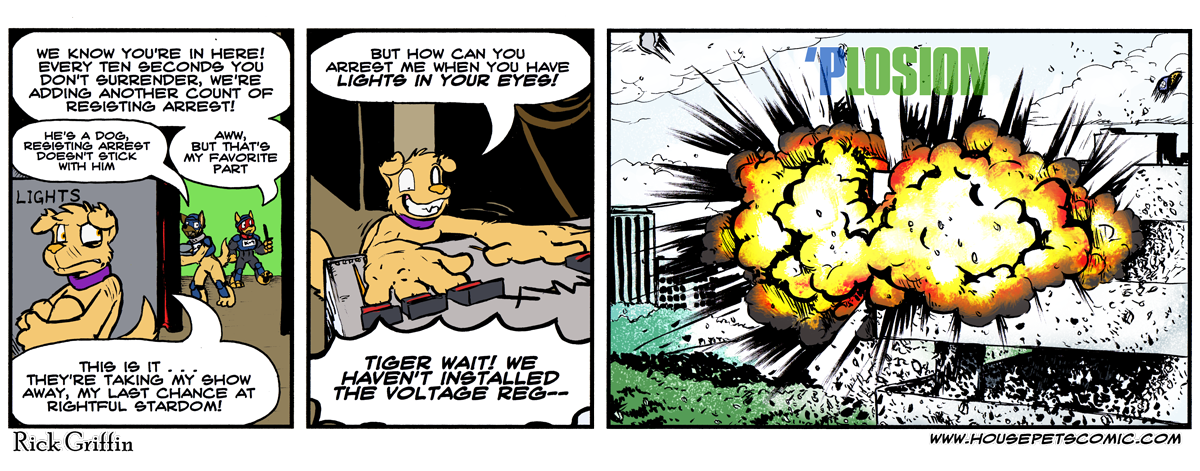 WE KNOW YOU'RE IN HERE!
EVERY TEN SECONDS YOU
DON'T SURRENDER, WE'RE
ADDING ANOTHER COUNT OF
RESISTING ARREST!
HE'S A DOG,
RESISTING ARREST
DOESN'T STICK
WITH HIM
AWW,
BUT THAT'S
MY FAVORITE
PART
LIGHTS
THIS IS IT . . .
THEY'RE TAKING MY SHOW
AWAY, MY LAST CHANCE AT
RIGHTFUL STARDOM!
BUT HOW CAN YOU
ARREST ME WHEN YOU HAVE
LIGHTS IN YOUR EYES!
TIGER WAIT! WE
HAVEN'T INSTALLED
THE VOLTAGE REG--
'PLOSION
Rick Griffin
WWW.HOUSEPETSCOMIC.COM